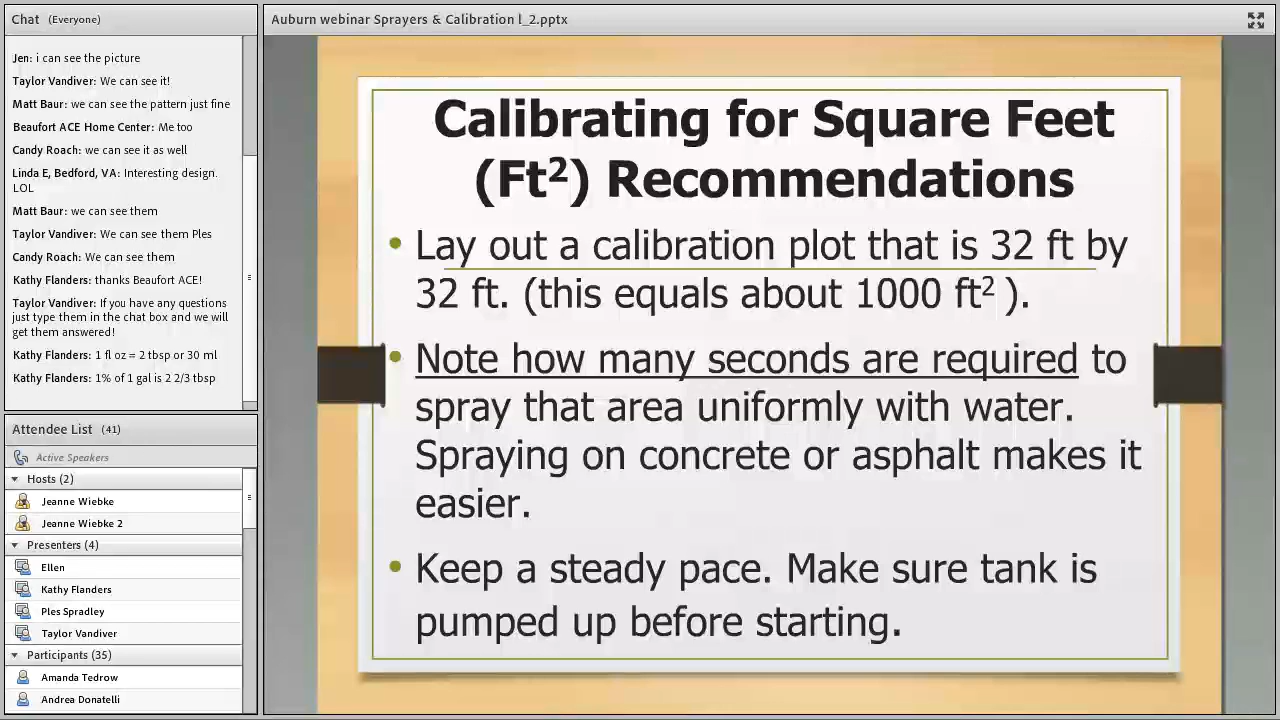 Chat (Everyone)
Jen: i can see the picture
Taylor Vandiver: We can see it!
Matt Baur: we can see the pattern just fine
Beaufort ACE Home Center: Me too
Candy Roach: we can see it as well
Linda E, Bedford, VA: Interesting design.
LOL
Matt Baur: we can see them
Taylor Vandiver: We can see them Ples
Candy Roach: We can see them
Kathy Flanders: thanks Beaufort ACE!
Taylor Vandiver: If you have any questions
just type them in the chat box and we will
get them answered!
Kathy Flanders: 1 fl oz = 2 tbsp or 30 ml
Kathy Flanders: 1% of 1 gal is 2 2/3 tbsp
Attendee List (41)
Active Speakers
Hosts (2)
Jeanne Wiebke
Jeanne Wiebke 2
Presenters (4)
Ellen
Kathy Flanders
Ples Spradley
Taylor Vandiver
Participants (35)
Amanda Tedrow
Andrea Donatelli
Auburn webinar Sprayers & Calibration l_2.pptx
Calibrating for Square Feet
(Ft²) Recommendations
• Lay out a calibration plot that is 32 ft by
32 ft. (this equals about 1000 ft² ).
• Note how many seconds are required to
spray that area uniformly with water.
Spraying on concrete or asphalt makes it
easier.
• Keep a steady pace. Make sure tank is
pumped up before starting.